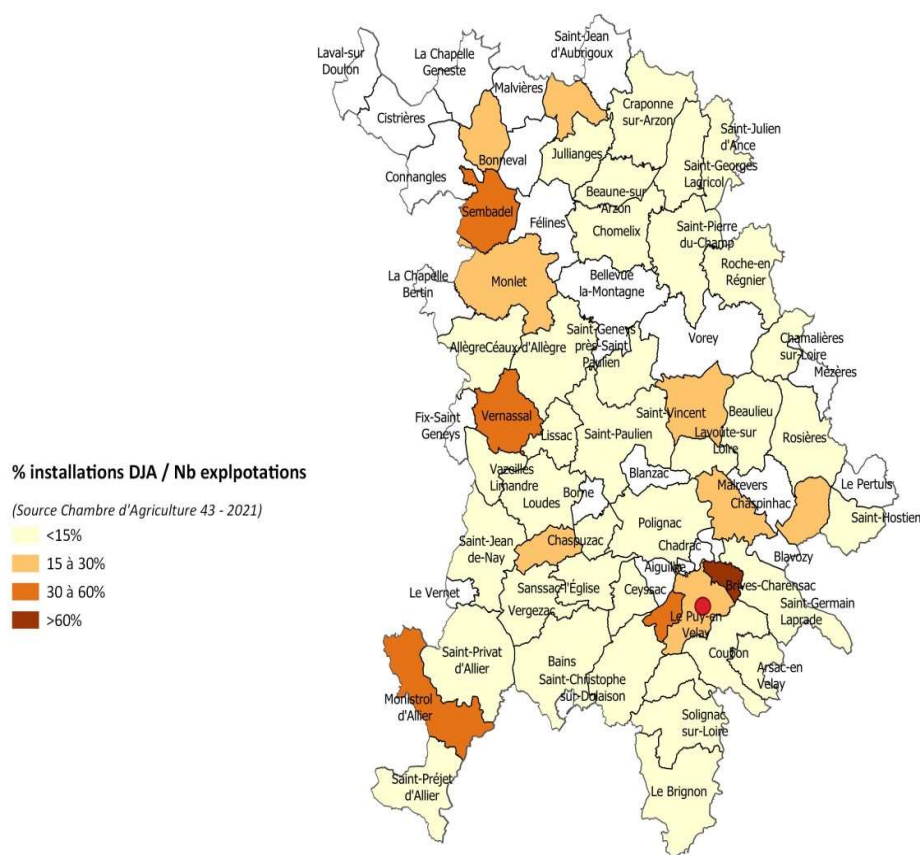 Saint-Jean
d'Aubrigoux
La Chapelle
Geneste
Laval-sur
Doulon
Malvières
Craponne
sur-Arzon
Cistrières
Saint-Julien
d'Ance
Jullianges
Bonneval
Saint-Georges
Lagricol
Connangles
Beaune-sur
Arzon
Sembadel
Félines
Chomelix
Saint-Pierre
du-Champ
Roche-en
Régnier
La Chapelle
Bertin
Monlet
Bellevue
la-Montagne
Saint-Geneys
près-Saint
Paulien
Vorey
Chamalières
sur-Loire
Allègre
Céaux-d'Allègre
Mézères
Fix-Saint
Geneys
Vernassal
Saint-Vincent
Beaulieu
Lissac
Saint-Paulien
Lavoûte-sur
Loire
Rosières
% installations DJA / Nb explpotations
(Source Chambre d'Agriculture 43 - 2021)
<15%
15 à 30%
30 à 60%
>60%
Vazeilles
Limandre
Blanzac
Malrevers
Le Pertuis
Loudes
Borne
Chaspinhac
Saint-Hostien
Polignac
Saint-Jean
de-Nay
Chaspuzac
Chadrac
Blavozy
Aiguilhe
Le Vernet
Sanssac-l'Église
Ceyssac
Brives-Charensac
Vergezac
Saint-Germain
Laprade
Le Puy-en
Velay
Saint-Privat
d'Allier
Coubon
Bains
Arsac-en
Velay
Saint-Christophe
sur-Dolaison
Monistrol
d'Allier
Solignac
sur-Loire
Saint-Préjet
d'Allier
Le Brignon